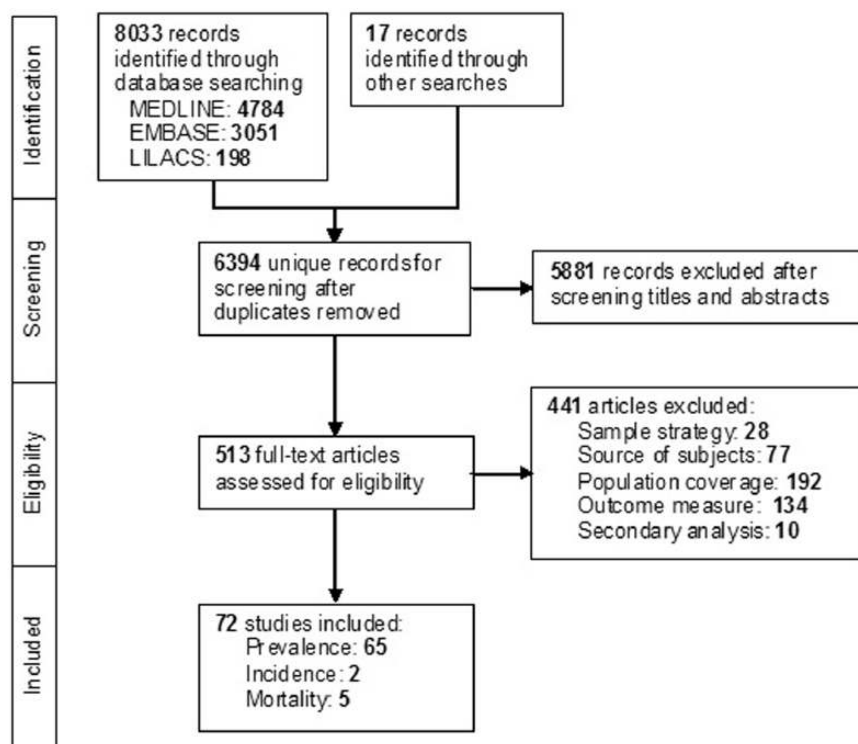 Identification
8033 records
identified through
database searching
MEDLINE: 4784
EMBASE: 3051
LILACS: 198
17 records
identified through
other searches
Screening
6394 unique records for
screening after
duplicates removed
5881 records excluded after
screening titles and abstracts
Eligibility
513 full-text articles
assessed for eligibility
441 articles excluded:
Sample strategy: 28
Source of subjects: 77
Population coverage: 192
Outcome measure: 134
Secondary analysis: 10
Included
72 studies included:
Prevalence: 65
Incidence: 2
Mortality: 5